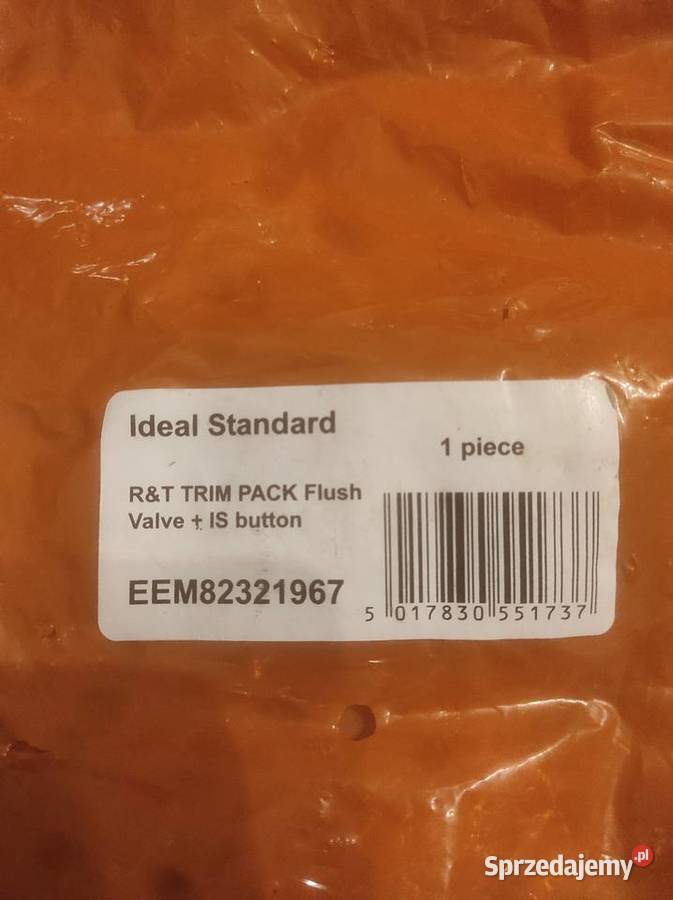 Ideal Standard
1 piece
R&T TRIM PACK Flush
Valve + IS button
EEM82321967
5 017830 551737
Sprzedajemy.pl